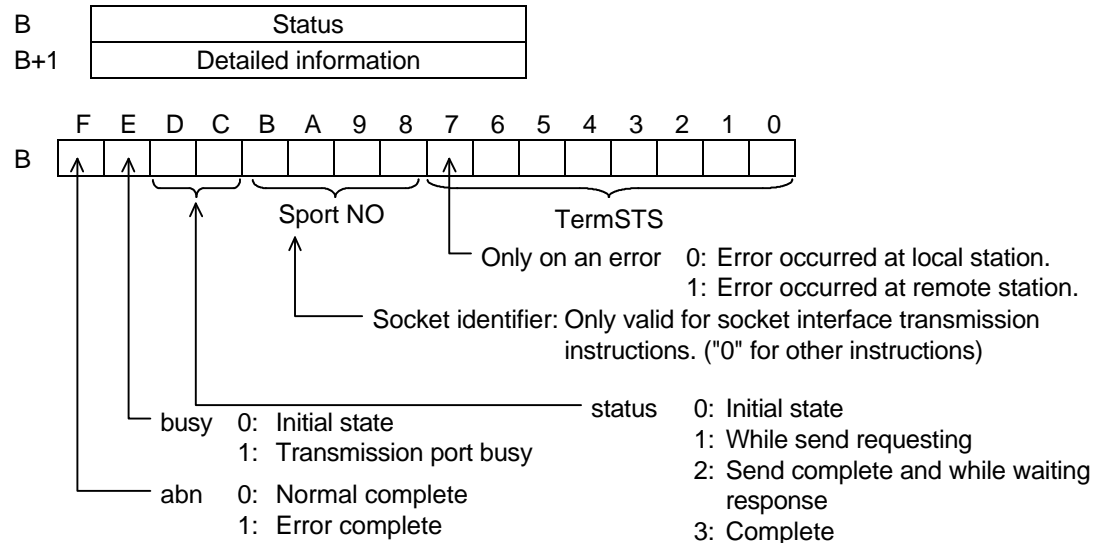 B Status
B+1 Detailed information
F E D C B A 9 8 7 6 5 4 3 2 1 0
B
Sport NO TermSTS
Only on an error 0: Error occurred at local station.
1: Error occurred at remote station.
Socket identifier: Only valid for socket interface transmission
instructions. ("0" for other instructions)
busy 0: Initial state
1: Transmission port busy
abn 0: Normal complete
1: Error complete
status 0: Initial state
1: While send requesting
2: Send complete and while waiting
response
3: Complete